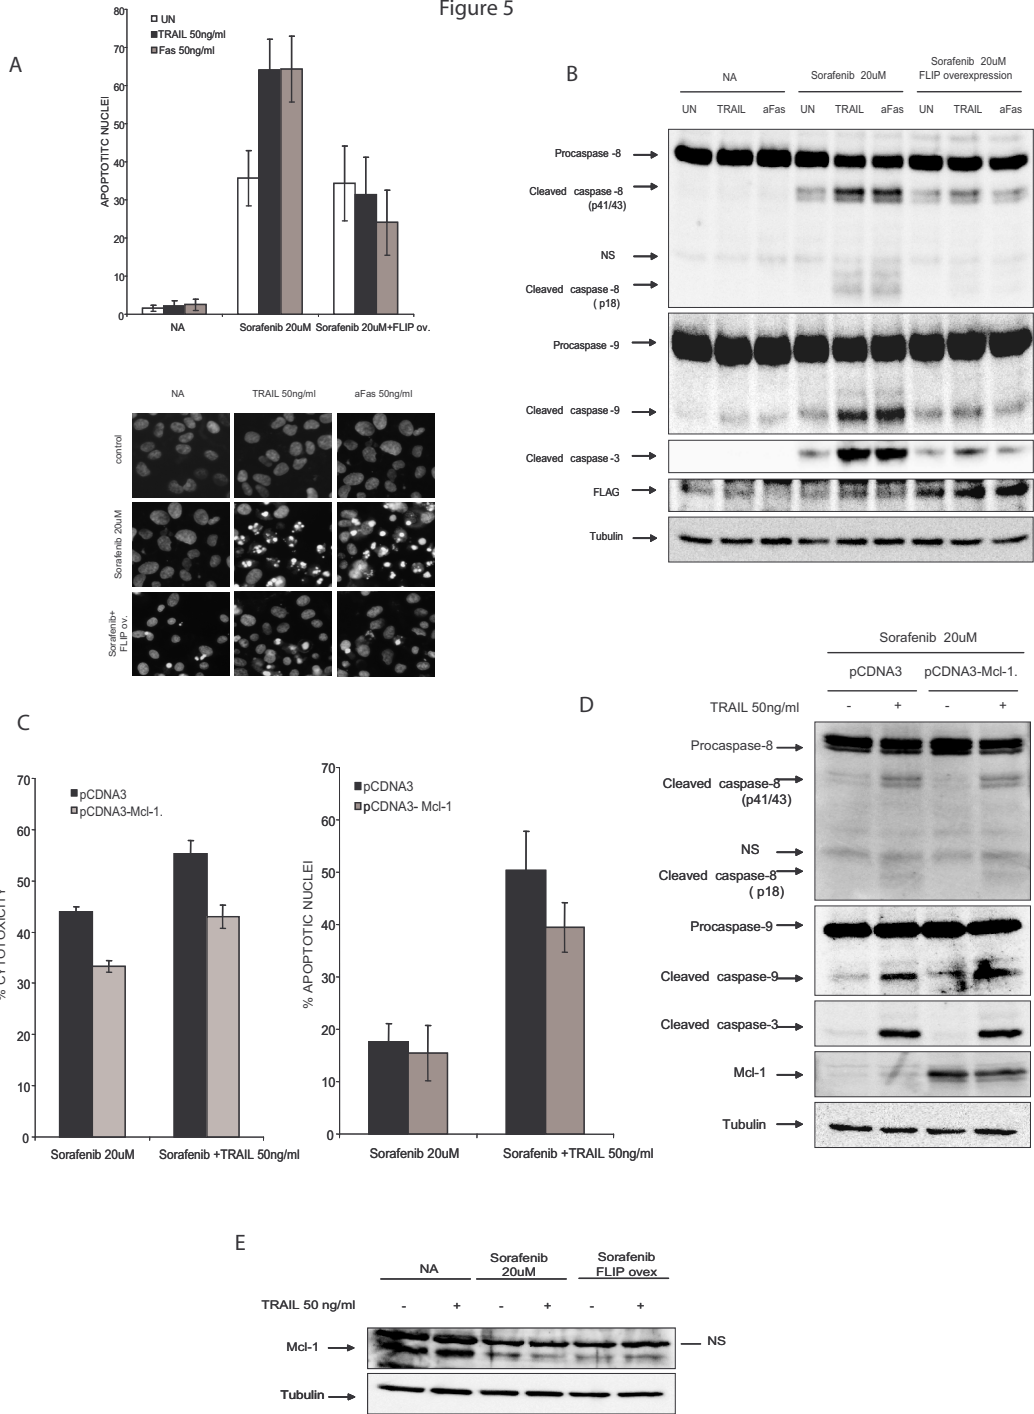 Figure 5
A
80
70
60
50
40
30
20
10
0
APOPTOTITC NUCLEI
UN
TRAIL 50ng/ml
Fas 50ng/ml
NA
Sorafenib 20uM
Sorafenib 20uM+FLIP ov.
NA
TRAIL 50ng/ml
aFas 50ng/ml
control
Sorafenib 20uM
Sorafenib+
FLIP ov.
B
NA
Sorafenib 20uM
Sorafenib 20uM
FLIP overexpression
UN TRAIL aFas UN TRAIL aFas UN TRAIL aFas
Procaspase -8
Cleaved caspase -8
(p41/43)
NS
Cleaved caspase -8
( p18)
Procaspase -9
Cleaved caspase -9
Cleaved caspase -3
FLAG
Tubulin
C
70
60
50
40
30
20
10
0
% CYTOTOXICITY
pCDNA3
pCDNA3-Mcl-1.
Sorafenib 20uM
Sorafenib +TRAIL 50ng/ml
70
60
50
40
30
20
10
0
% APOPTOTIC NUCLEI
pCDNA3
pCDNA3- Mcl-1
Sorafenib 20uM
Sorafenib +TRAIL 50ng/ml
D
Sorafenib 20uM
pCDNA3 pCDNA3-Mcl-1.
TRAIL 50ng/ml - + - +
Procaspase-8
Cleaved caspase-8
(p41/43)
NS
Cleaved caspase-8
( p18)
Procaspase-9
Cleaved caspase-9
Cleaved caspase-3
Mcl-1
Tubulin
E
NA
Sorafenib
20uM
Sorafenib
FLIP ovex
TRAIL 50 ng/ml - + - + - +
Mcl-1
NS
Tubulin